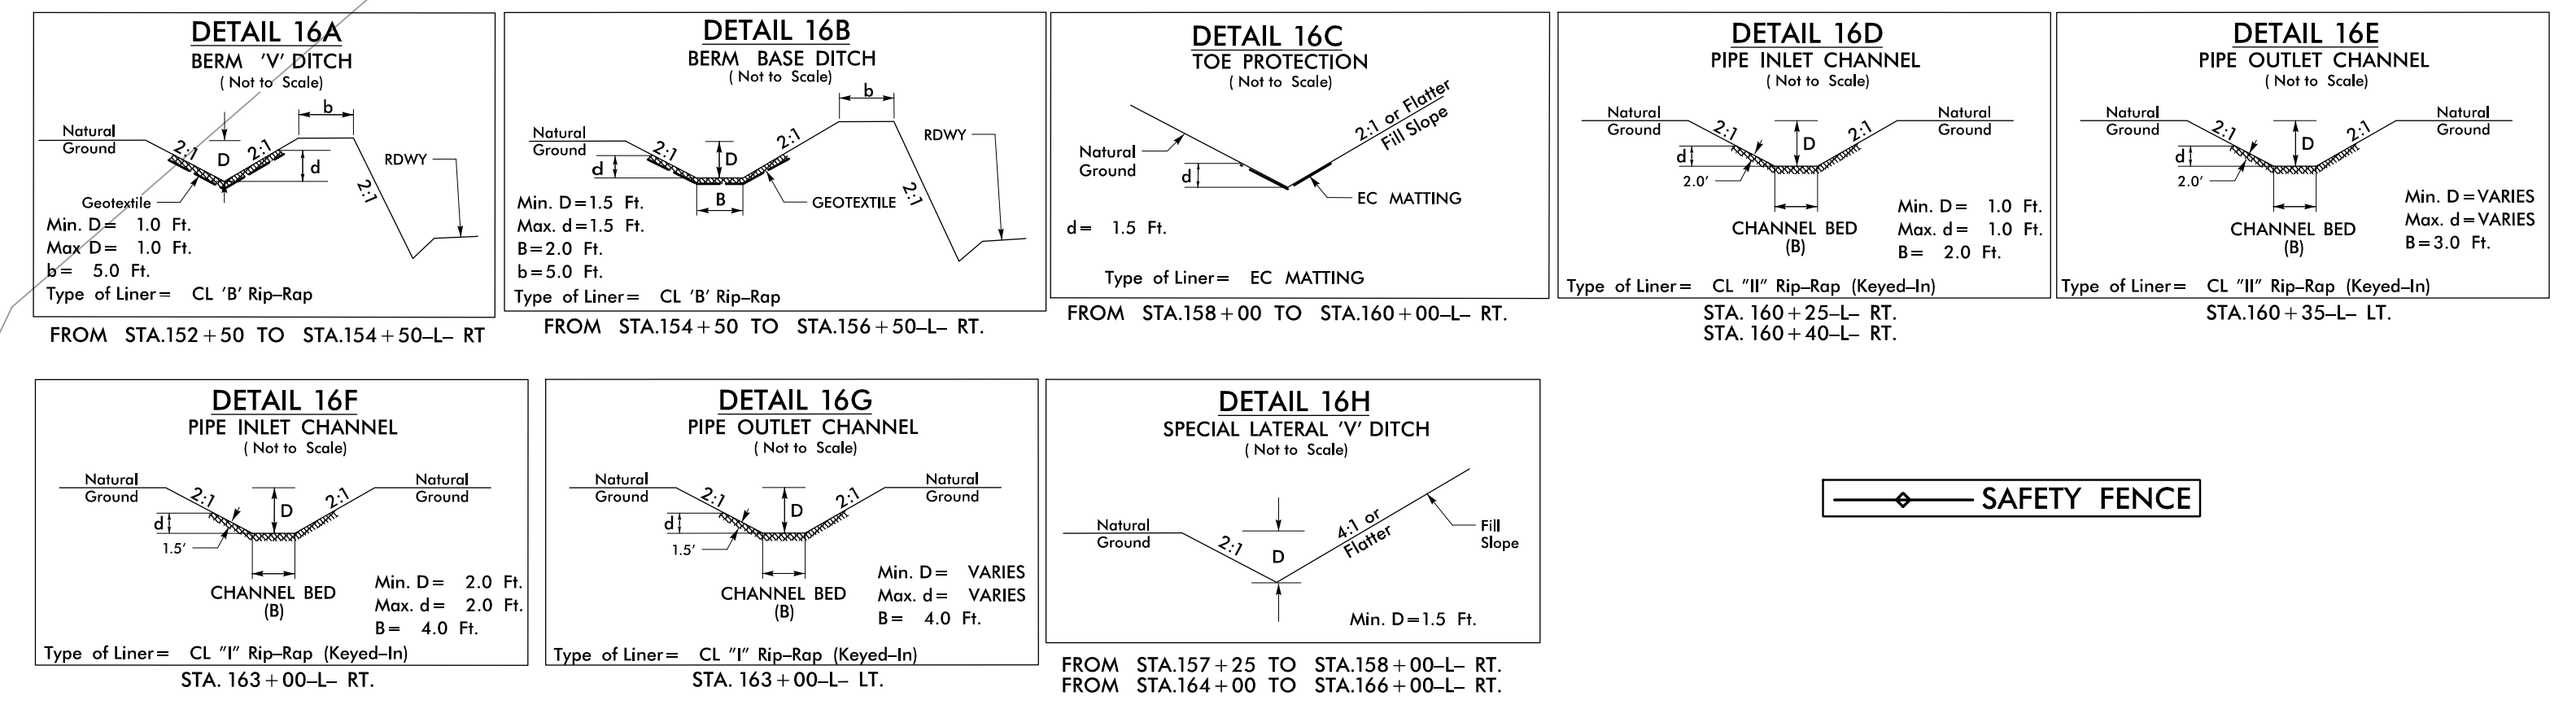 DETAIL 16A
BERM 'V' DITCH
( Not to Scale)
b
Natural
Ground
2:1
D
2:1
d
RDWY
2:1
Geotextile
Min. D= 1.0 Ft.
Max D= 1.0 Ft.
b= 5.0 Ft.
Type of Liner= CL 'B' Rip-Rap
FROM STA.152+50 TO STA.154+50-L- RT
DETAIL 16B
BERM BASE DITCH
( Not to Scale)
b
Natural
Ground
2:1
D
2:1
d
RDWY
2:1
B
GEOTEXTILE
Min. D=1.5 Ft.
Max. d=1.5 Ft.
B=2.0 Ft.
b=5.0 Ft.
Type of Liner= CL 'B' Rip-Rap
FROM STA.154+50 TO STA.156+50-L- RT.
DETAIL 16C
TOE PROTECTION
( Not to Scale)
2:1 or Flatter
Fill Slope
Natural
Ground
d
EC MATTING
d= 1.5 Ft.
Type of Liner= EC MATTING
FROM STA.158+00 TO STA.160+00-L- RT.
DETAIL 16D
PIPE INLET CHANNEL
( Not to Scale)
Natural
Ground
2:1
D
2:1
Natural
Ground
d
2.0'
CHANNEL BED
(B)
Min. D= 1.0 Ft.
Max. d= 1.0 Ft.
B= 2.0 Ft.
Type of Liner= CL "II" Rip-Rap (Keyed-In)
STA. 160+25-L- RT.
STA. 160+40-L- RT.
DETAIL 16E
PIPE OUTLET CHANNEL
( Not to Scale)
Natural
Ground
2:1
D
2:1
Natural
Ground
d
2.0'
CHANNEL BED
(B)
Min. D=VARIES
Max. d=VARIES
B=3.0 Ft.
Type of Liner= CL "II" Rip-Rap (Keyed-In)
STA.160+35-L- LT.
DETAIL 16F
PIPE INLET CHANNEL
( Not to Scale)
Natural
Ground
2:1
D
2:1
Natural
Ground
d
1.5'
CHANNEL BED
(B)
Min. D= 2.0 Ft.
Max. d= 2.0 Ft.
B= 4.0 Ft.
Type of Liner= CL "I" Rip-Rap (Keyed-In)
STA. 163+00-L- RT.
DETAIL 16G
PIPE OUTLET CHANNEL
( Not to Scale)
Natural
Ground
2:1
D
2:1
Natural
Ground
d
1.5'
CHANNEL BED
(B)
Min. D= VARIES
Max. d= VARIES
B= 4.0 Ft.
Type of Liner= CL "I" Rip-Rap (Keyed-In)
STA. 163+00-L- LT.
DETAIL 16H
SPECIAL LATERAL 'V' DITCH
( Not to Scale)
Natural
Ground
2:1
D
4:1 or
Flatter
Fill
Slope
Min. D=1.5 Ft.
FROM STA.157+25 TO STA.158+00-L- RT.
FROM STA.164+00 TO STA.166+00-L- RT.
SAFETY FENCE